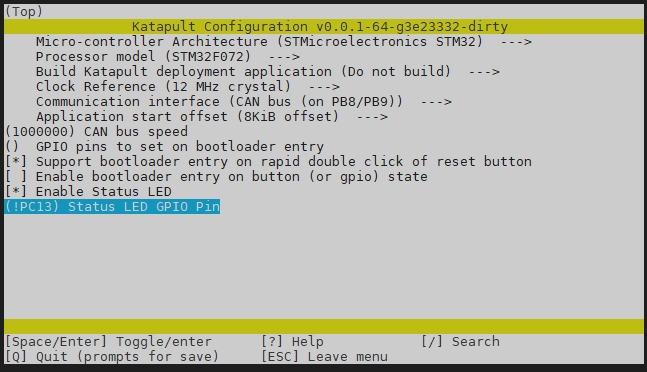 (Top)
Katapult Configuration v0.0.1-64-g3e23332-dirty
Micro-controller Architecture (STMicroelectronics STM32)  --->
Processor model (STM32F072)  --->
Build Katapult deployment application (Do not build)  --->
Clock Reference (12 MHz crystal)  --->
Communication interface (CAN bus (on PB8/PB9))  --->
Application start offset (8KiB offset)  --->
(1000000) CAN bus speed
()  GPIO pins to set on bootloader entry
[*] Support bootloader entry on rapid double click of reset button
[ ] Enable bootloader entry on button (or gpio) state
[*] Enable Status LED
(!PC13) Status LED GPIO Pin
[Space/Enter] Toggle/enter      [?] Help            [/] Search
[Q] Quit (prompts for save)     [ESC] Leave menu